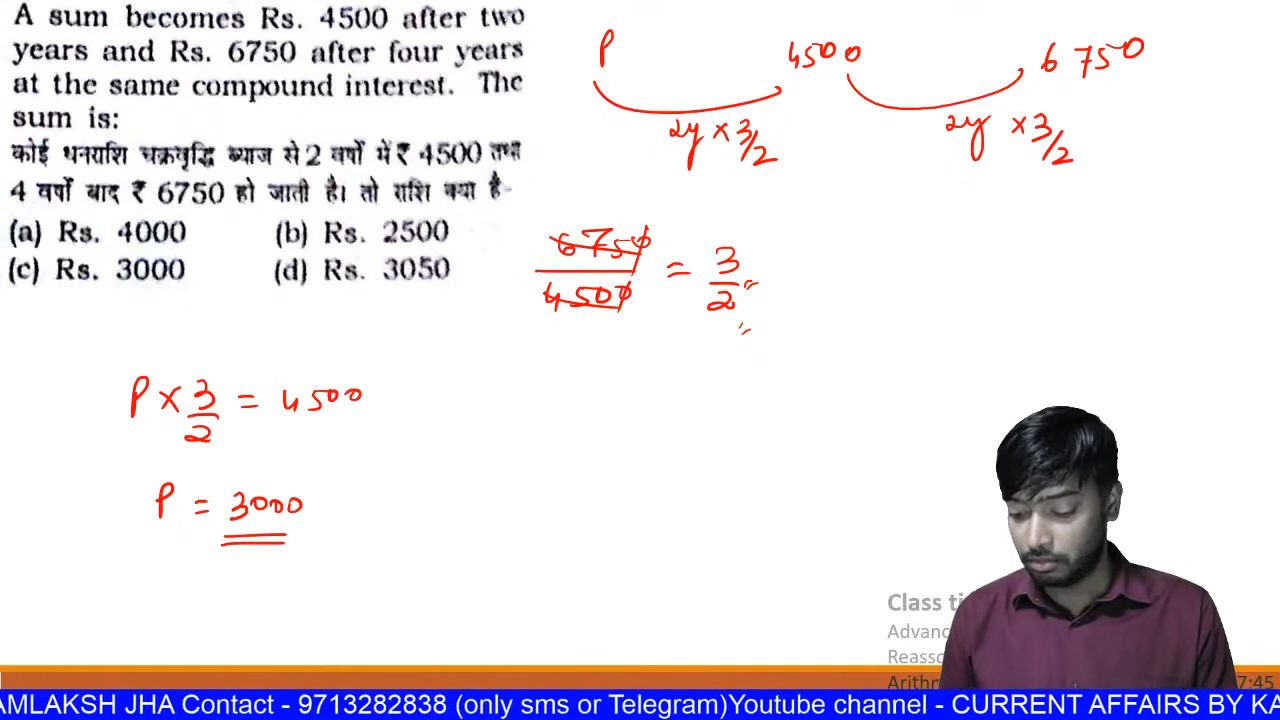 A sum becomes Rs. 4500 after two
years and Rs. 6750 after four years
at the same compound interest. The
sum is:
कोई धनराशि चक्रवृद्धि ब्याज से 2 वर्षों में ₹ 4500 तथा
4 वर्षों बाद ₹ 6750 हो जाती है। तो राशि क्या है-
(a) Rs. 4000 (b) Rs. 2500
(c) Rs. 3000 (d) Rs. 3050
P 4500 6750
2y × 3/2 2y × 3/2
6750/4500 = 3/2
P × 3/2 = 4500
P = 3000
Class ti
Advanc
Reaso
Arith 7:45
AMLAKSH JHA Contact - 9713282838 (only sms or Telegram)Youtube channel - CURRENT AFFAIRS BY KA